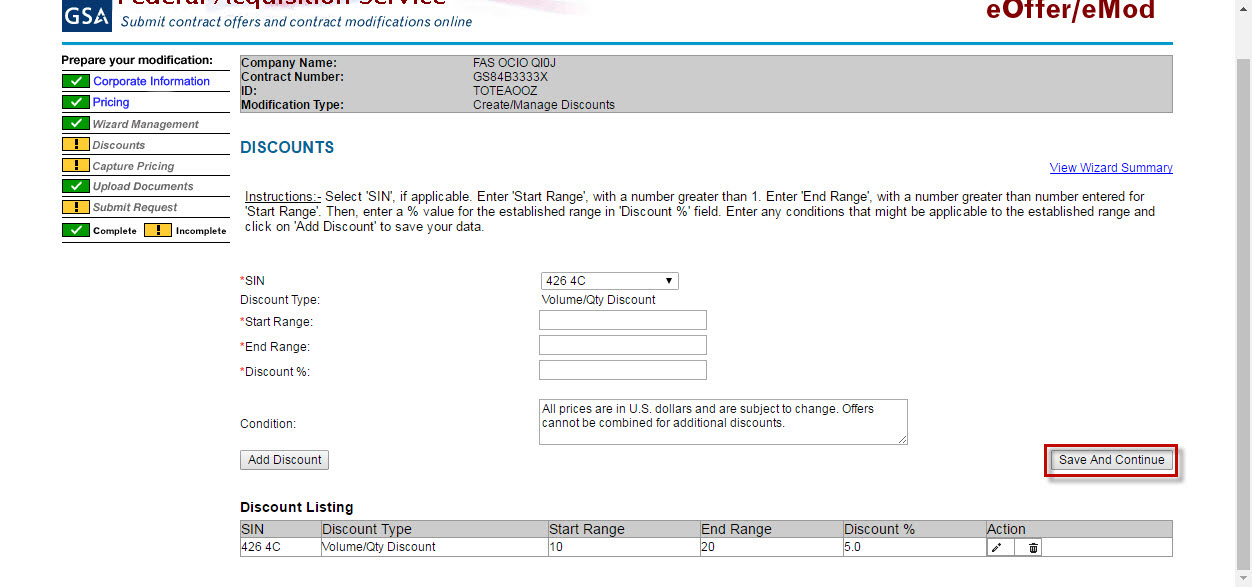 GSA
Federal Acquisition Service
Submit contract offers and contract modifications online
eOffer/eMod
Prepare your modification:
Corporate Information
Pricing
Wizard Management
Discounts
Capture Pricing
Upload Documents
Submit Request
Complete Incomplete
Company Name: FAS OCIO QI0J
Contract Number: GS84B3333X
ID: TOTEAOOZ
Modification Type: Create/Manage Discounts
DISCOUNTS
View Wizard Summary
Instructions:- Select 'SIN', if applicable. Enter 'Start Range', with a number greater than 1. Enter 'End Range', with a number greater than number entered for
'Start Range'. Then, enter a % value for the established range in 'Discount %' field. Enter any conditions that might be applicable to the established range and
click on 'Add Discount' to save your data.
*SIN 426 4C
Discount Type: Volume/Qty Discount
*Start Range:
*End Range:
*Discount %:
Condition: All prices are in U.S. dollars and are subject to change. Offers
cannot be combined for additional discounts.
Add Discount Save And Continue
Discount Listing
SIN Discount Type Start Range End Range Discount % Action
426 4C Volume/Qty Discount 10 20 5.0